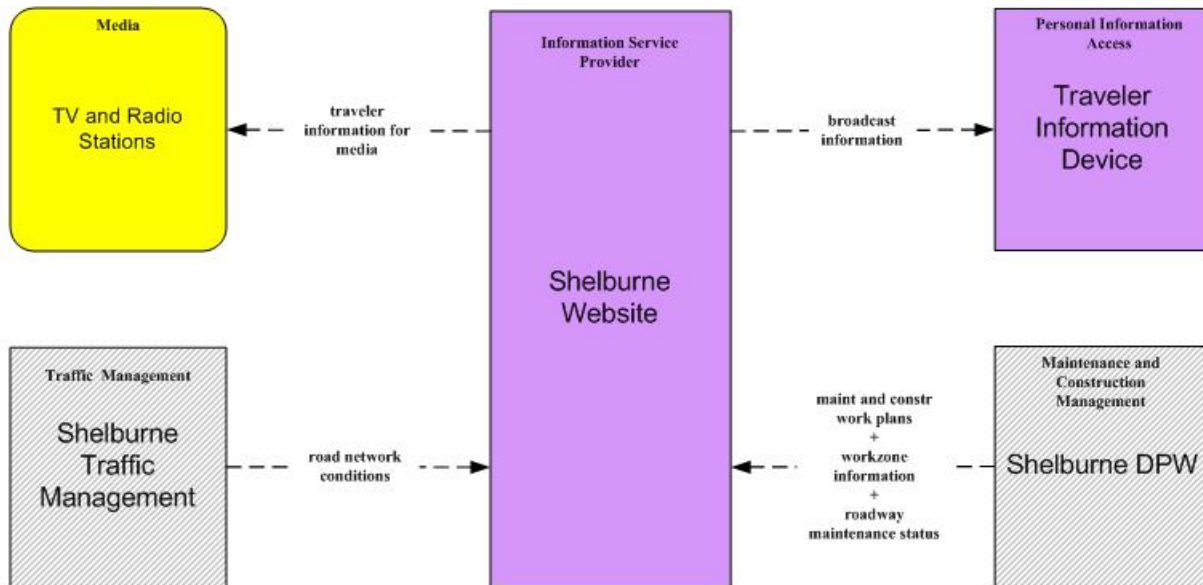 Media
TV and Radio
Stations
traveler
information for
media
Information Service
Provider
Shelburne
Website
broadcast
information
Personal Information
Access
Traveler
Information
Device
Traffic Management
Shelburne
Traffic
Management
road network
conditions
maint and constr
work plans
+
workzone
information
+
roadway
maintenance status
Maintenance and
Construction
Management
Shelburne DPW